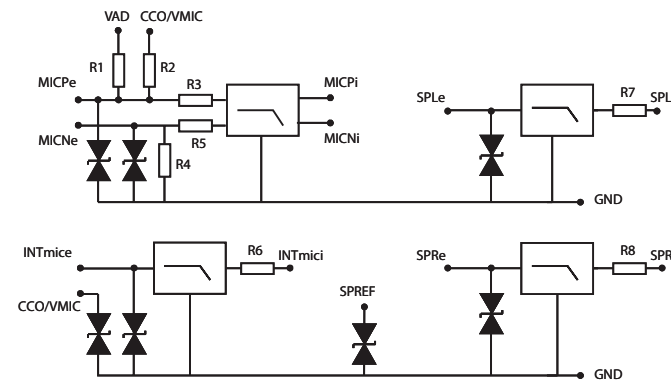 VAD CCO/VMIC
R1 R2
MICPe R3 MICPi
MICNe R5 MICNi
R4
SPLe R7 SPL
GND
INTmice R6 INTmici
CCO/VMIC
SPREF
SPRe R8 SPR
GND